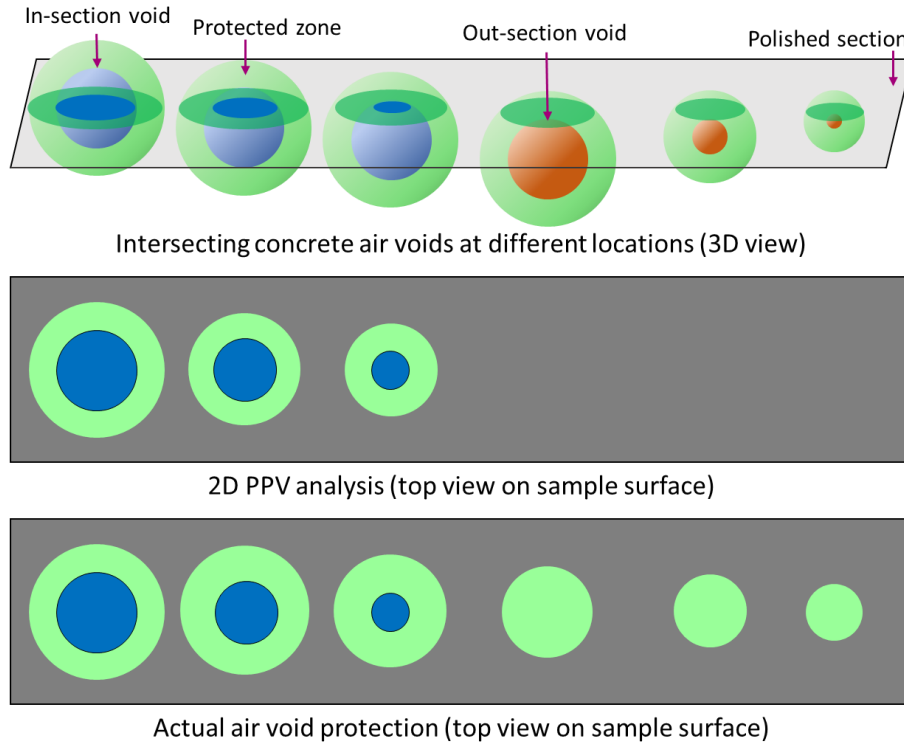 In-section void
Protected zone
Out-section void
Polished section
Intersecting concrete air voids at different locations (3D view)
2D PPV analysis (top view on sample surface)
Actual air void protection (top view on sample surface)